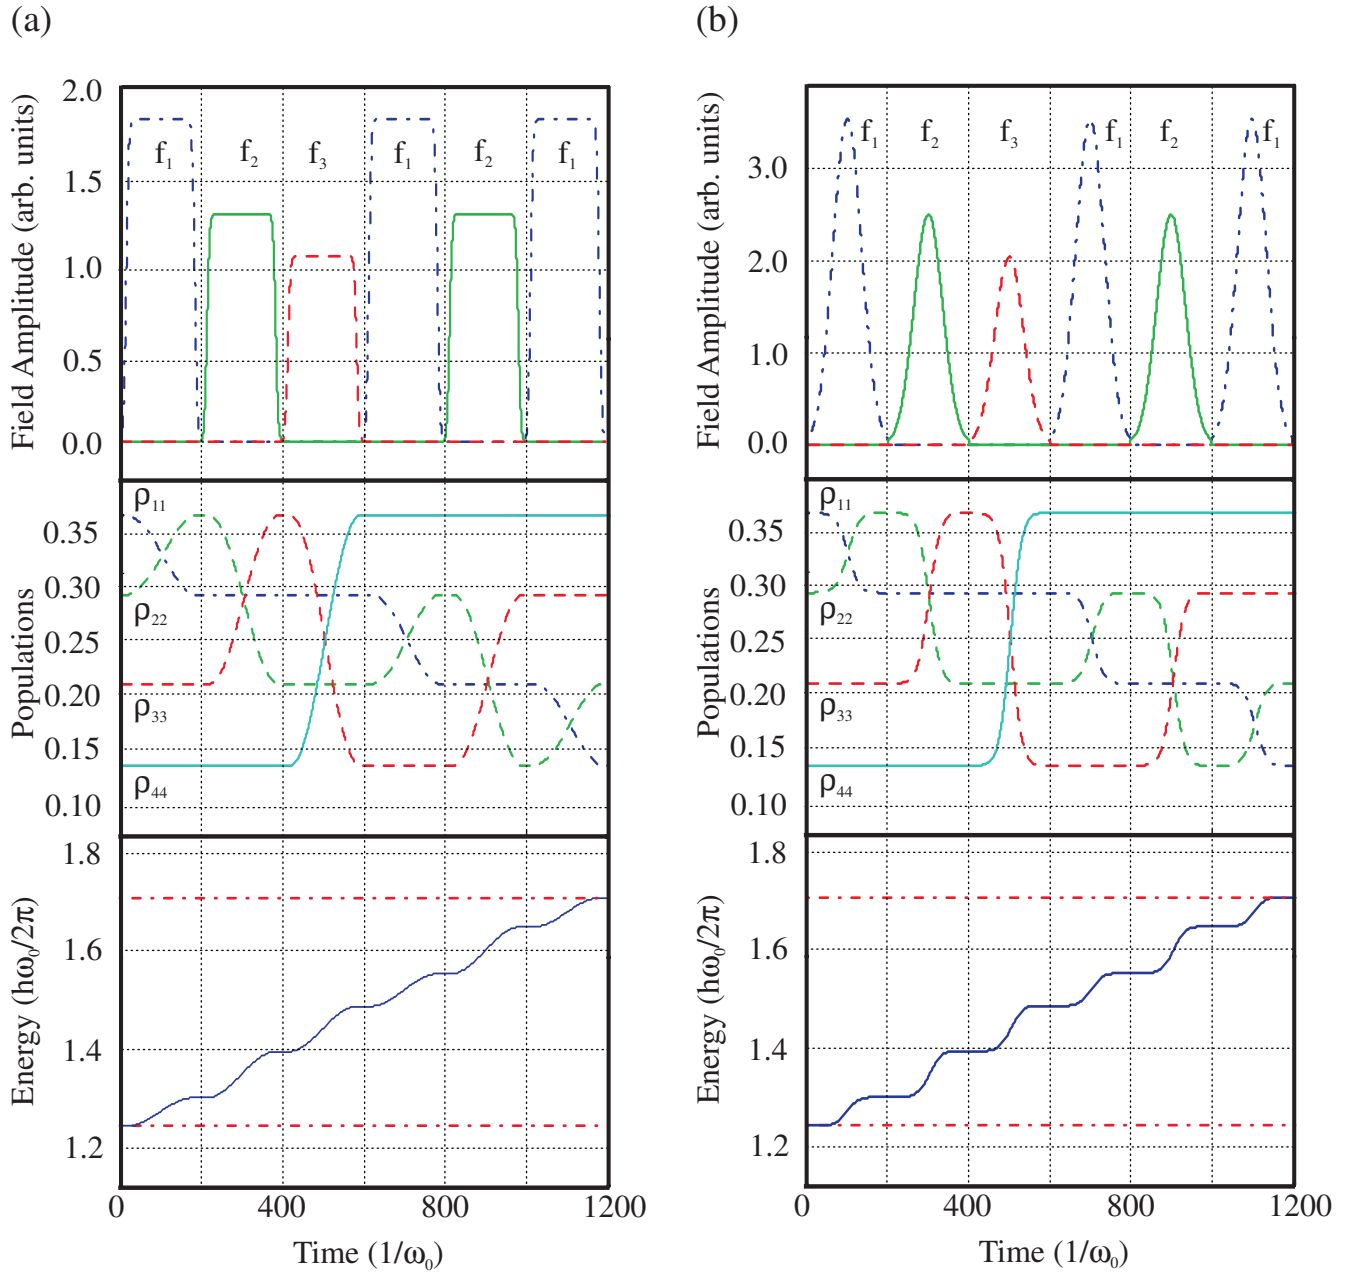 (a)
(b)
Field Amplitude (arb. units)
2.0
1.5
1.0
0.5
0.0
f₁ f₂ f₃ f₁ f₂ f₁
Populations
0.35
0.30
0.25
0.20
0.15
0.10
ρ₁₁
ρ₂₂
ρ₃₃
ρ₄₄
Energy (hω₀/2π)
1.8
1.6
1.4
1.2
0 400 800 1200
Time (1/ω₀)
Field Amplitude (arb. units)
3.0
2.0
1.0
0.0
f₁ f₂ f₃ f₁ f₂ f₁
Populations
0.35
0.30
0.25
0.20
0.15
0.10
ρ₁₁
ρ₂₂
ρ₃₃
ρ₄₄
Energy (hω₀/2π)
1.8
1.6
1.4
1.2
0 400 800 1200
Time (1/ω₀)